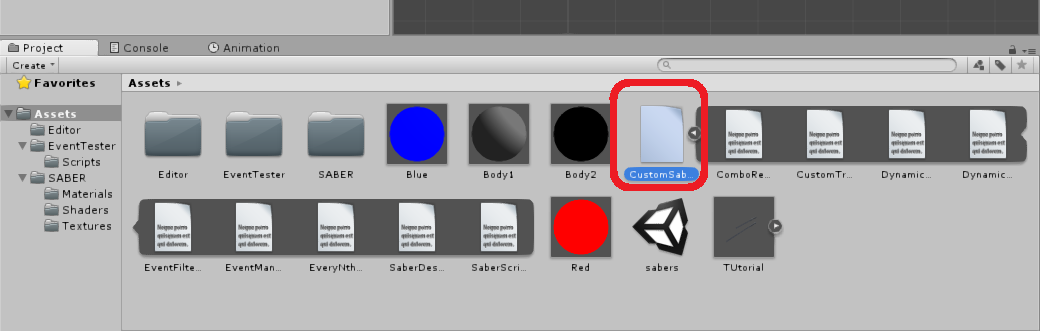 Project
Console
Animation
Create
Favorites
Assets
Editor
EventTester
Scripts
SABER
Materials
Shaders
Textures
Assets
Editor
EventTester
SABER
Blue
Body1
Body2
CustomSab...
ComboRe...
CustomTr...
Dynamic...
Dynamic...
EventFilte...
EventMan...
EveryNth...
SaberDes...
SaberScri...
Red
sabers
TUtorial